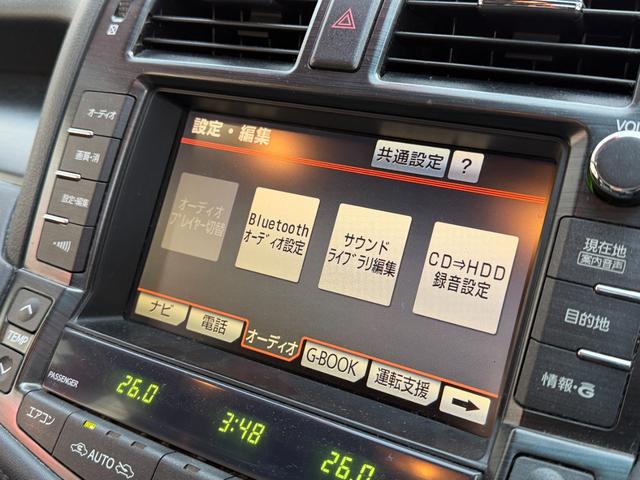 VOL
オーディオ
画質・消
設定・編集
TEMP
設定・編集
共通設定
?
オーディオ
プレイヤー切替
Bluetooth
オーディオ設定
サウンド
ライブラリ編集
CD⇒HDD
録音設定
ナビ
電話
オーディオ
G-BOOK
運転支援
現在地
案内音声
目的地
情報・G
PASSENGER
26.0
3:48
26.0
エアコン
AUTO